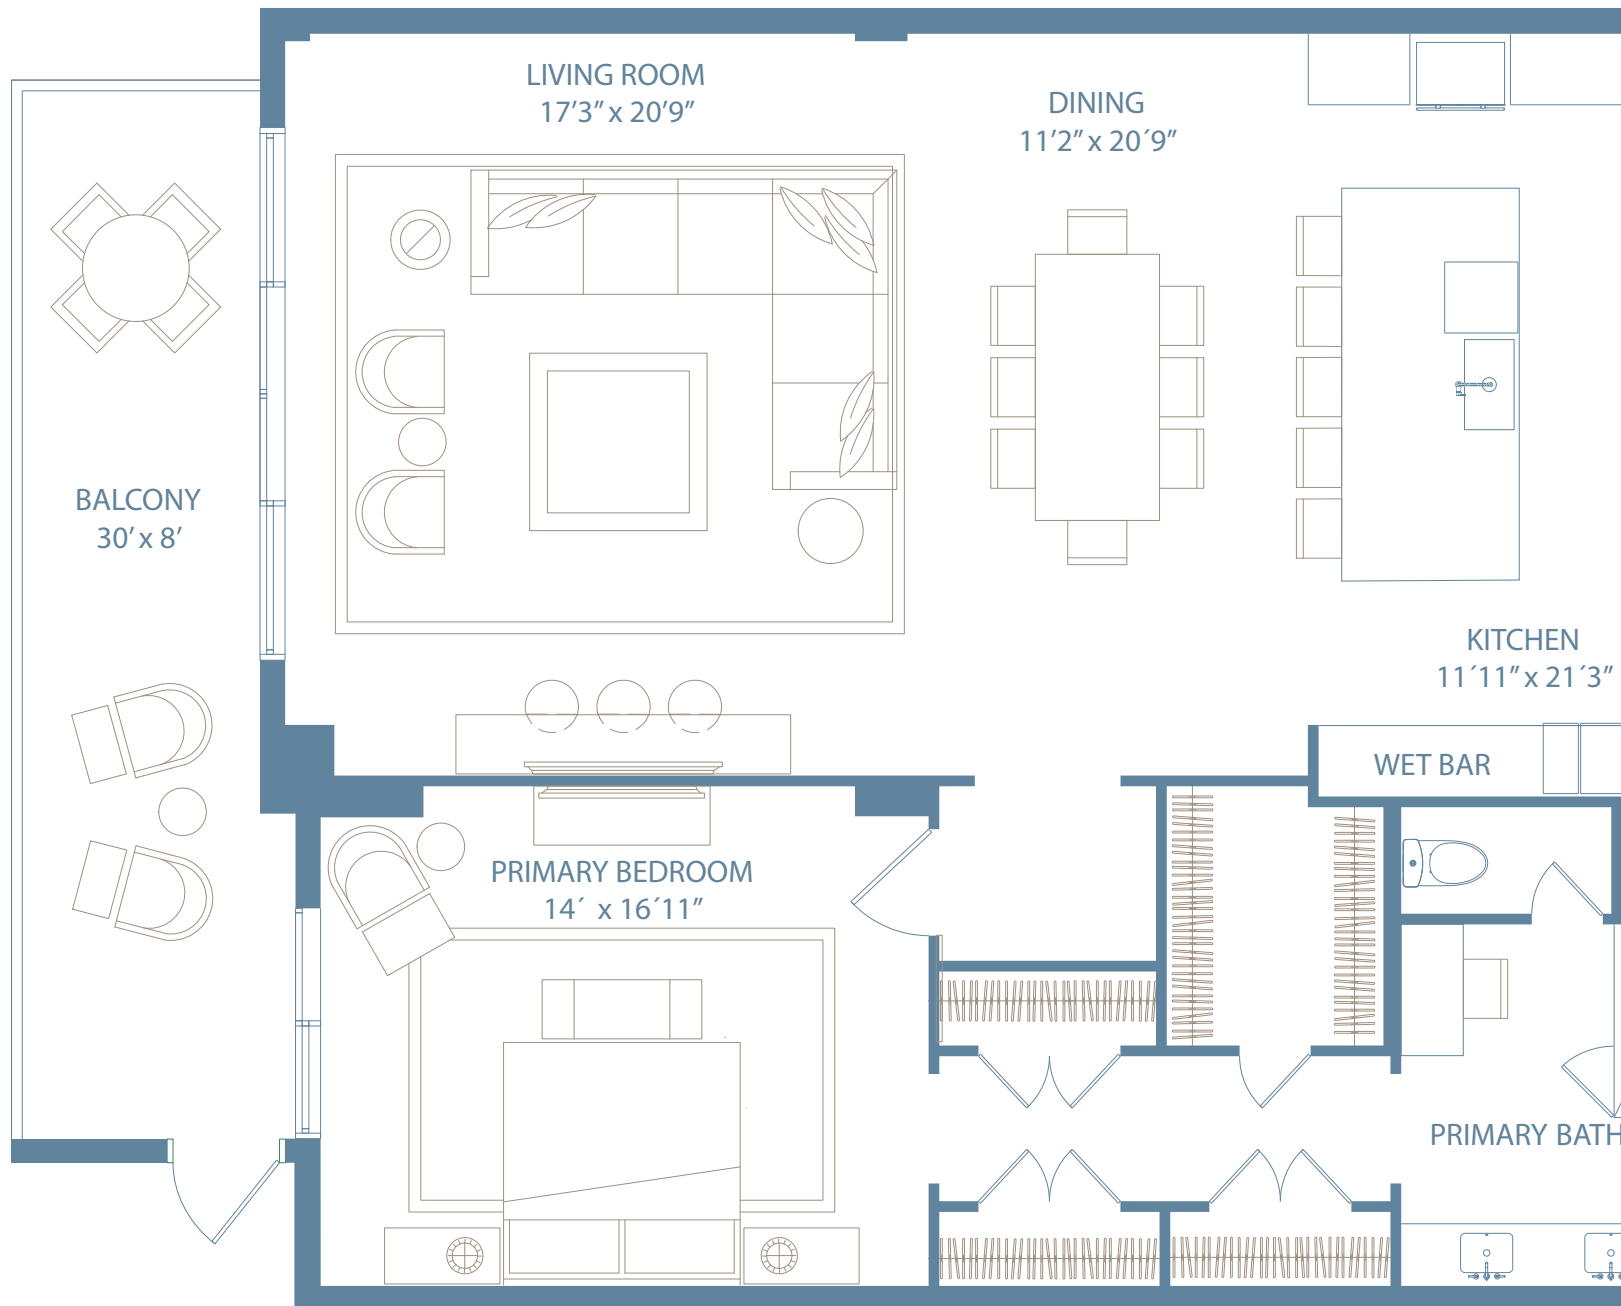 LIVING ROOM
17’3” x 20’9”
DINING
11’2” x 20´9”
BALCONY
30’ x 8’
KITCHEN
11´11” x 21´3”
WET BAR
PRIMARY BEDROOM
14´ x 16´11”
PRIMARY BATH